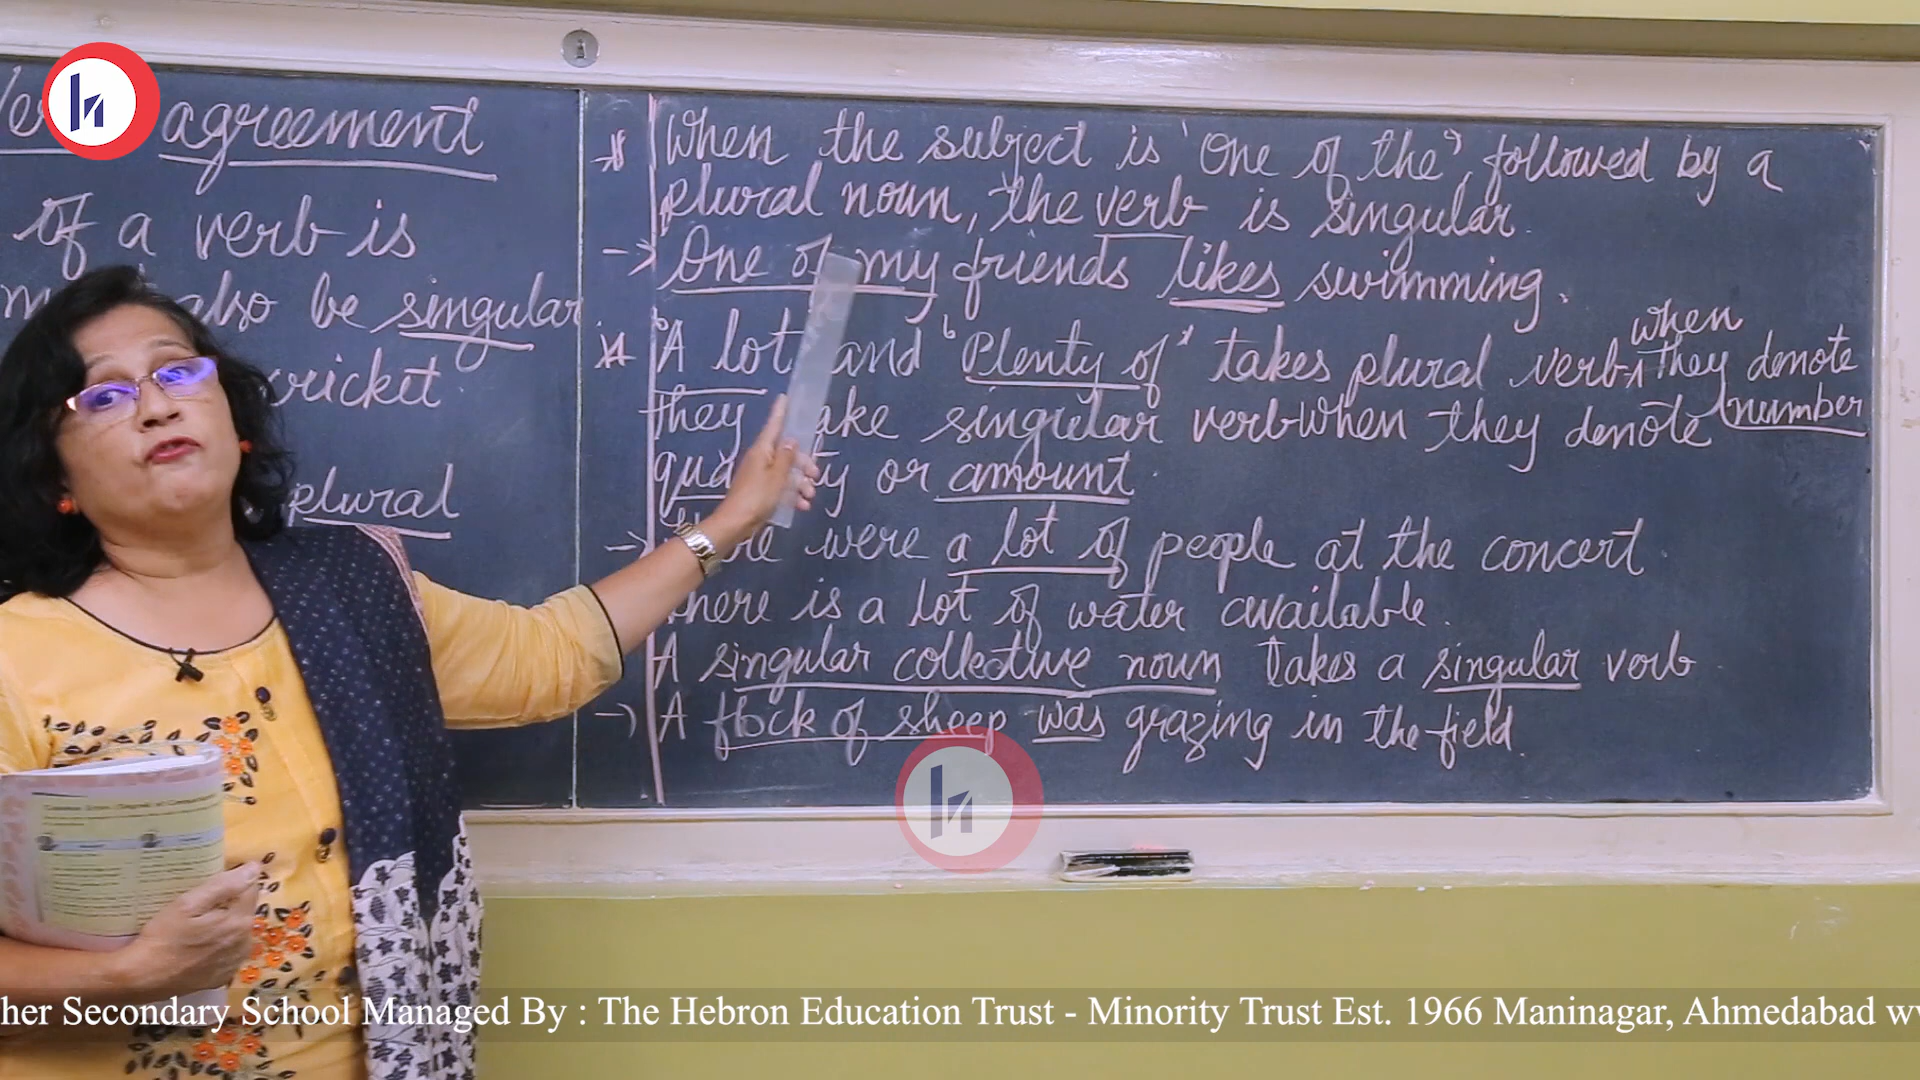 agreement
of a verb is
also be singular
cricket
plural
When the subject is 'One of the', followed by a
plural noun, the verb is singular.
→ One of my friends likes swimming.
'A lot' and 'Plenty of' takes plural verb when they denote number
they singular verb when they denote
or amount.
→ were a lot of people at the concert.
there is a lot of water available.
A singular collective noun takes a singular verb
→ A flock of sheep was grazing in the field.
her Secondary School Managed By : The Hebron Education Trust - Minority Trust Est. 1966 Maninagar, Ahmedabad